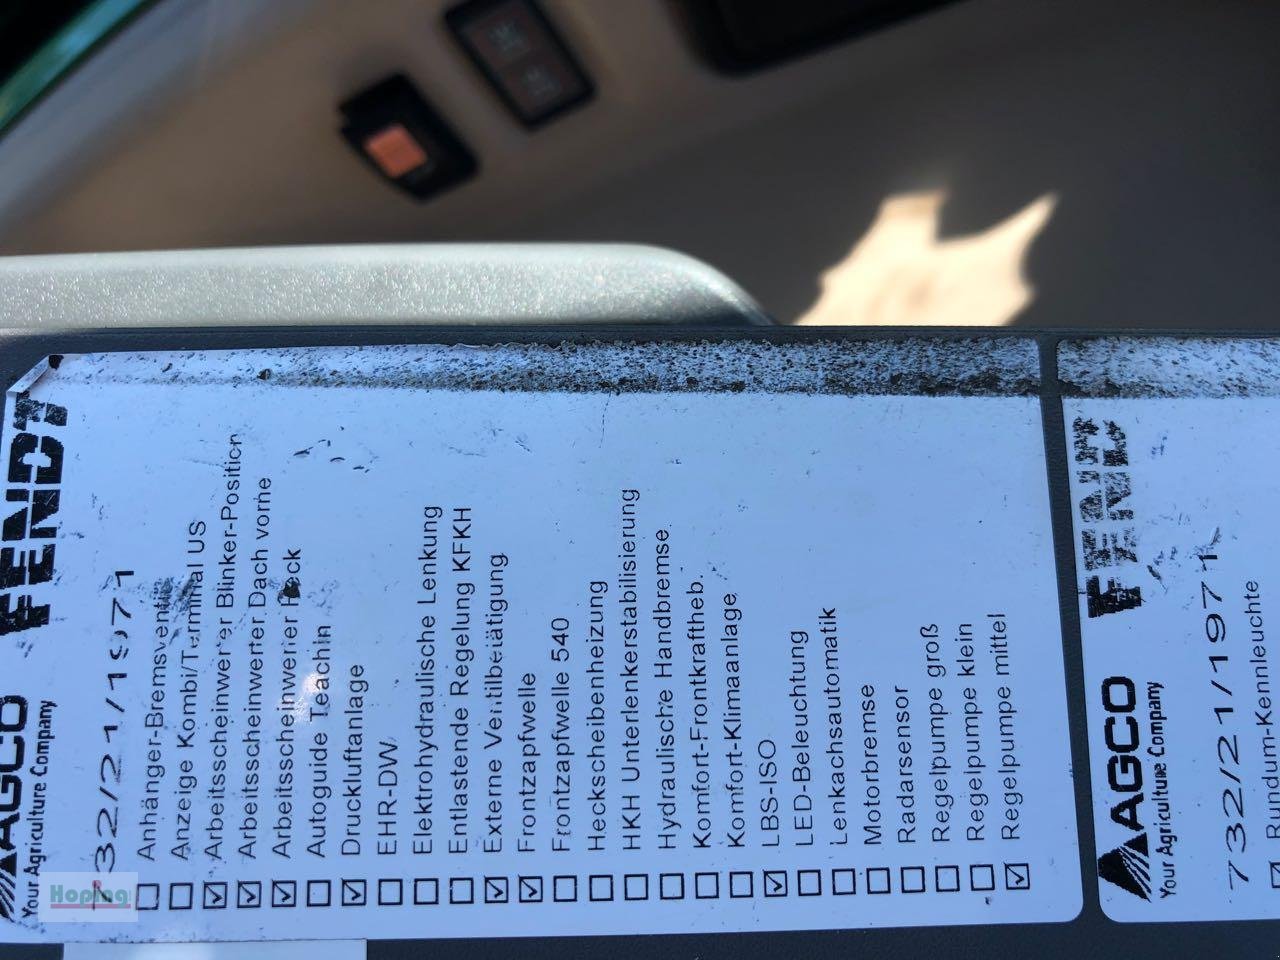 AGCO FENDT
Your Agriculture Company
732/21/1971
☐ Anhänger-Bremsventil
☐ Anzeige Kombi/Terminal US
☑ Arbeitsscheinwerfer Blinker-Position
☑ Arbeitsscheinwerfer Dach vorne
☑ Arbeitsscheinwerfer Heck
☐ Autoguide Teachin
☑ Druckluftanlage
☐ EHR-DW
☐ Elektrohydraulische Lenkung
☐ Entlastende Regelung KFKH
☑ Externe Ventilbetätigung
☑ Frontzapfwelle
☐ Frontzapfwelle 540
☐ Heckscheibenheizung
☐ HKH Unterlenkerstabilisierung
☐ Hydraulische Handbremse
☐ Komfort-Frontkraftheb.
☐ Komfort-Klimaanlage
☑ LBS-ISO
☐ LED-Beleuchtung
☐ Lenkachsautomatik
☐ Motorbremse
☐ Radarsensor
☐ Regelpumpe groß
☐ Regelpumpe klein
☑ Regelpumpe mittel
AGCO FENDT
Your Agriculture Company
732/21/1971
☑ Rundum-Kennleuchte
Hoping